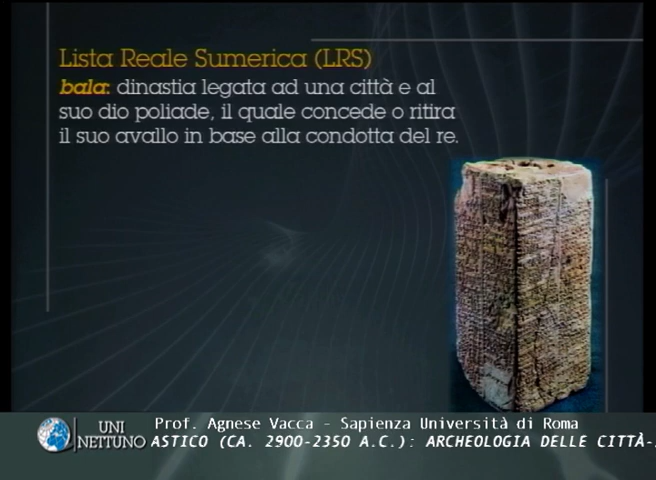 Lista Reale Sumerica (LRS)
bala: dinastia legata ad una città e al
suo dio poliade, il quale concede o ritira
il suo avallo in base alla condotta del re.
UNI
NETTUNO
Prof. Agnese Vacca - Sapienza Università di Roma
ASTICO (CA. 2900-2350 A.C.): ARCHEOLOGIA DELLE CITTÀ-